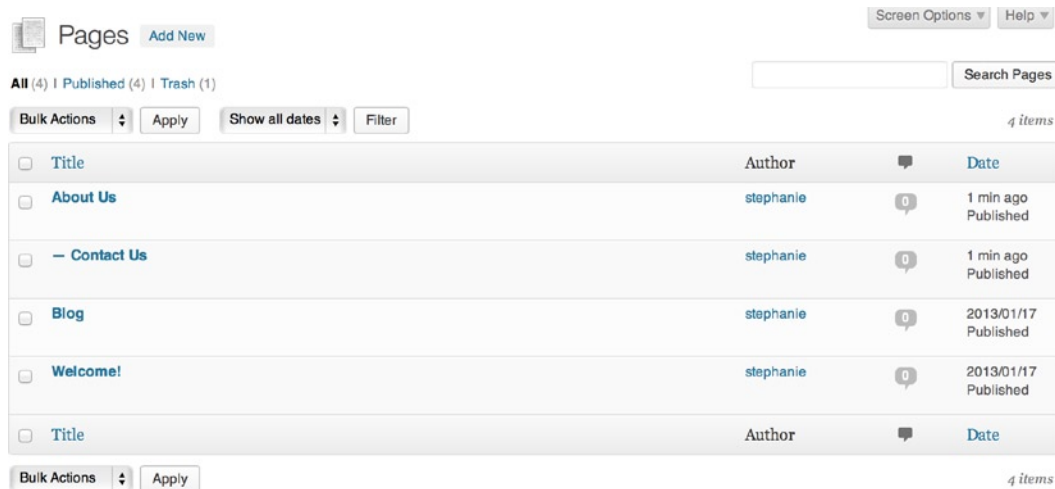 Screen Options Help
Pages Add New
All (4) | Published (4) | Trash (1)
Search Pages
Bulk Actions Apply Show all dates Filter 4 items
Title Author Date
About Us stephanie 0 1 min ago
Published
— Contact Us stephanie 0 1 min ago
Published
Blog stephanie 0 2013/01/17
Published
Welcome! stephanie 0 2013/01/17
Published
Title Author Date
Bulk Actions Apply 4 items